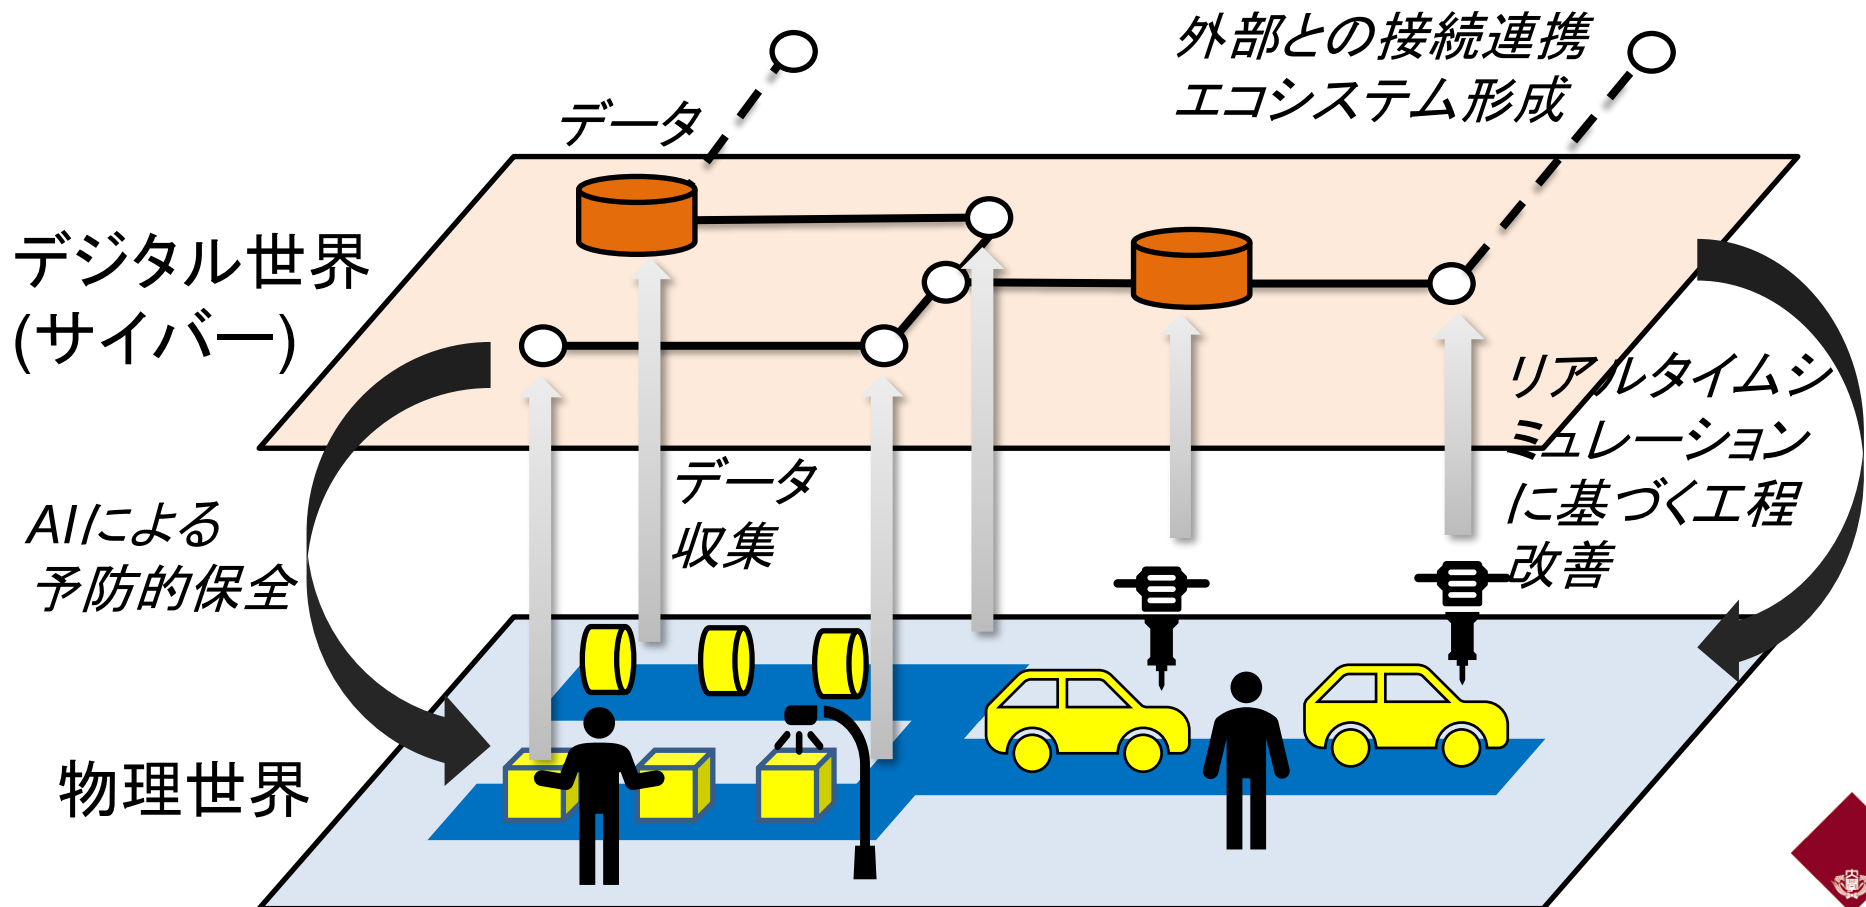 外部との接続連携
エコシステム形成
データ
デジタル世界
(サイバー)
リアルタイムシ
ミュレーション
に基づく工程
改善
データ
収集
AIによる
予防的保全
物理世界